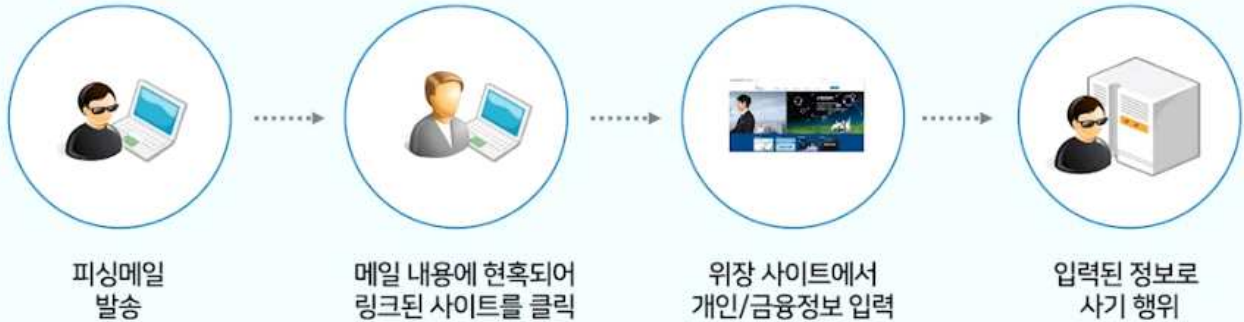 피싱메일
발송
메일 내용에 현혹되어
링크된 사이트를 클릭
위장 사이트에서
개인/금융정보 입력
입력된 정보로
사기 행위